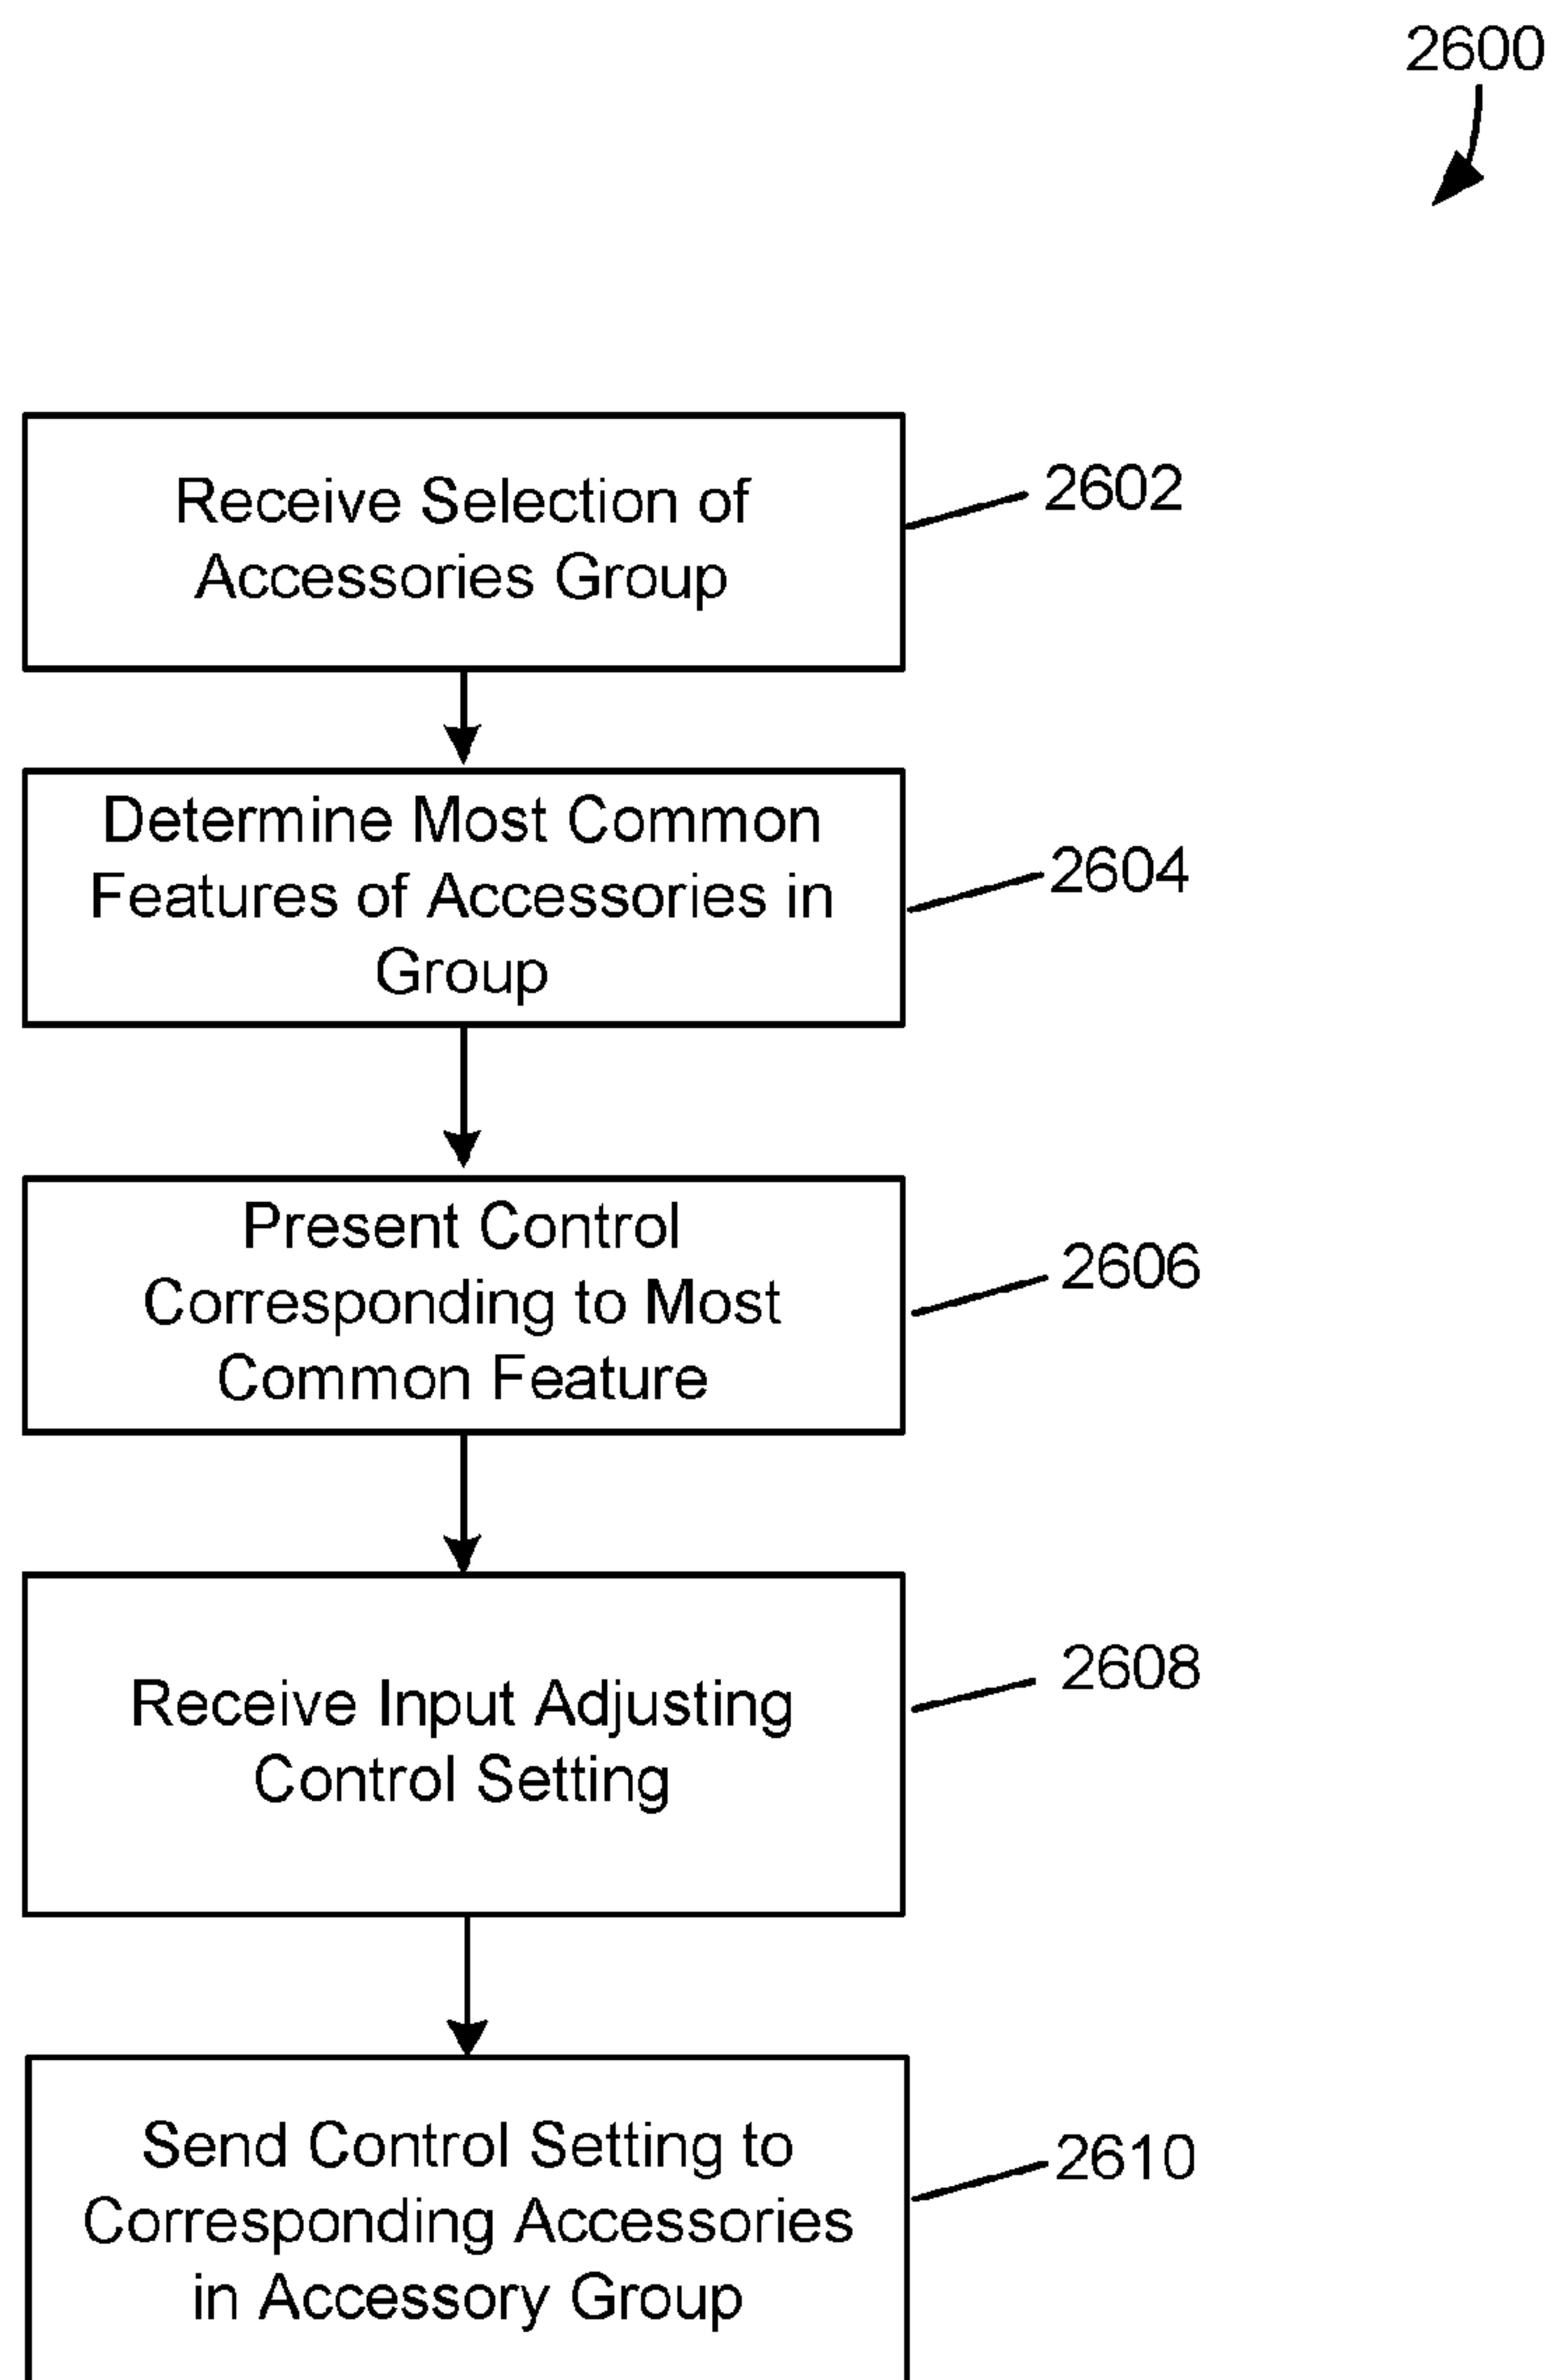 2600
Receive Selection of
Accessories Group
2602
Determine Most Common
Features of Accessories in
Group
2604
Present Control
Corresponding to Most
Common Feature
2606
Receive Input Adjusting
Control Setting
2608
Send Control Setting to
Corresponding Accessories
in Accessory Group
2610